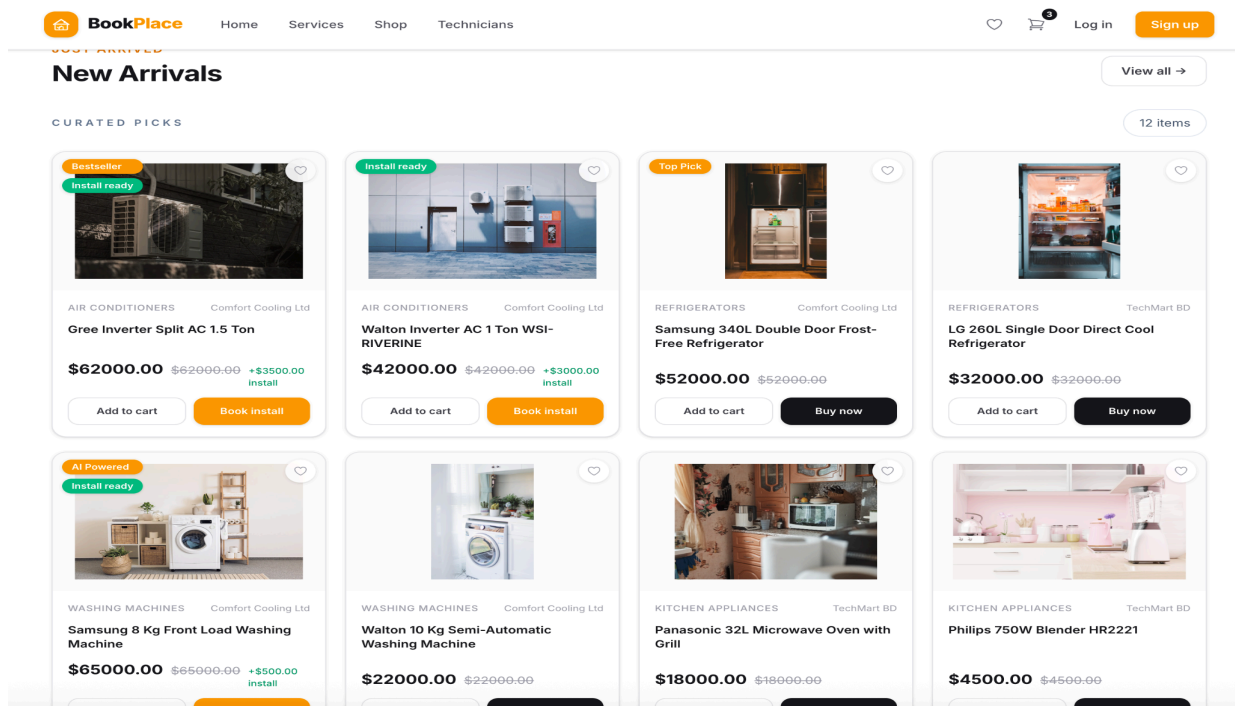 BookPlace
Home Services Shop Technicians
3
Log in
Sign up
JUST ARRIVED
New Arrivals
View all →
CURATED PICKS
12 items
Bestseller
Install ready
AIR CONDITIONERS Comfort Cooling Ltd
Gree Inverter Split AC 1.5 Ton
$62000.00 $62000.00 +$3500.00
install
Add to cart Book install
Install ready
AIR CONDITIONERS Comfort Cooling Ltd
Walton Inverter AC 1 Ton WSI-
RIVERINE
$42000.00 $42000.00 +$3000.00
install
Add to cart Book install
Top Pick
REFRIGERATORS Comfort Cooling Ltd
Samsung 340L Double Door Frost-
Free Refrigerator
$52000.00 $52000.00
Add to cart Buy now
REFRIGERATORS TechMart BD
LG 260L Single Door Direct Cool
Refrigerator
$32000.00 $32000.00
Add to cart Buy now
AI Powered
Install ready
WASHING MACHINES Comfort Cooling Ltd
Samsung 8 Kg Front Load Washing
Machine
$65000.00 $65000.00 +$500.00
install
WASHING MACHINES Comfort Cooling Ltd
Walton 10 Kg Semi-Automatic
Washing Machine
$22000.00 $22000.00
KITCHEN APPLIANCES TechMart BD
Panasonic 32L Microwave Oven with
Grill
$18000.00 $18000.00
KITCHEN APPLIANCES TechMart BD
Philips 750W Blender HR2221
$4500.00 $4500.00